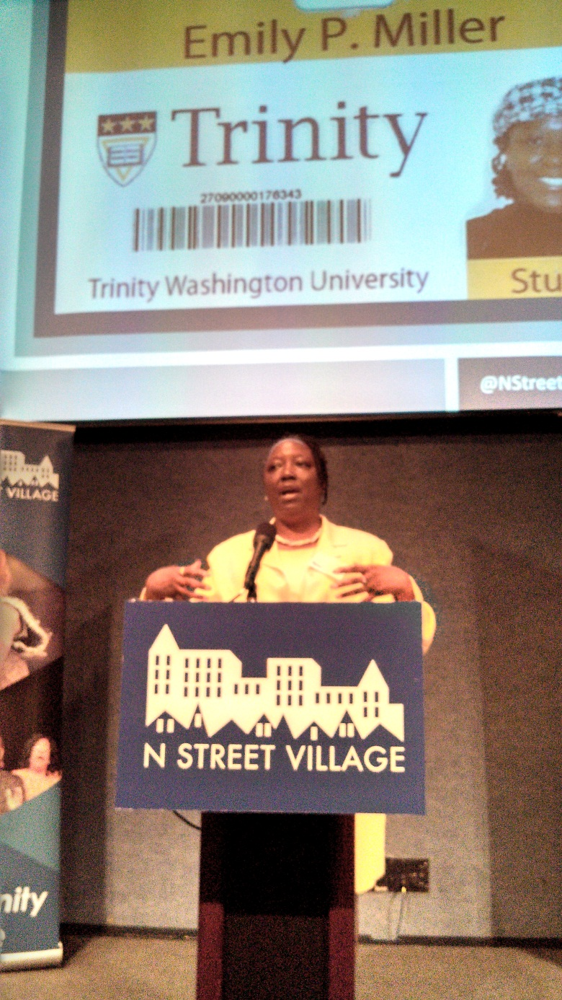 Emily P. Miller
Trinity
27090000176343
Trinity Washington University
Stu
@NStreet
VILLAGE
N STREET VILLAGE
nity